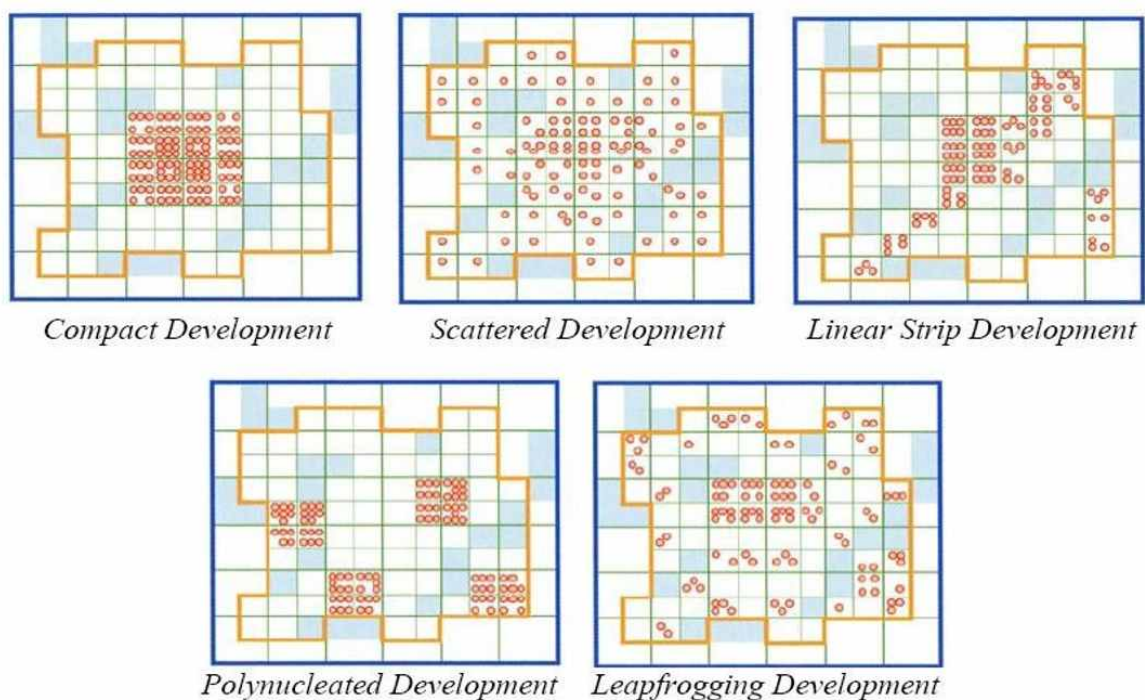 Compact Development
Scattered Development
Linear Strip Development
Polynucleated Development
Leapfrogging Development